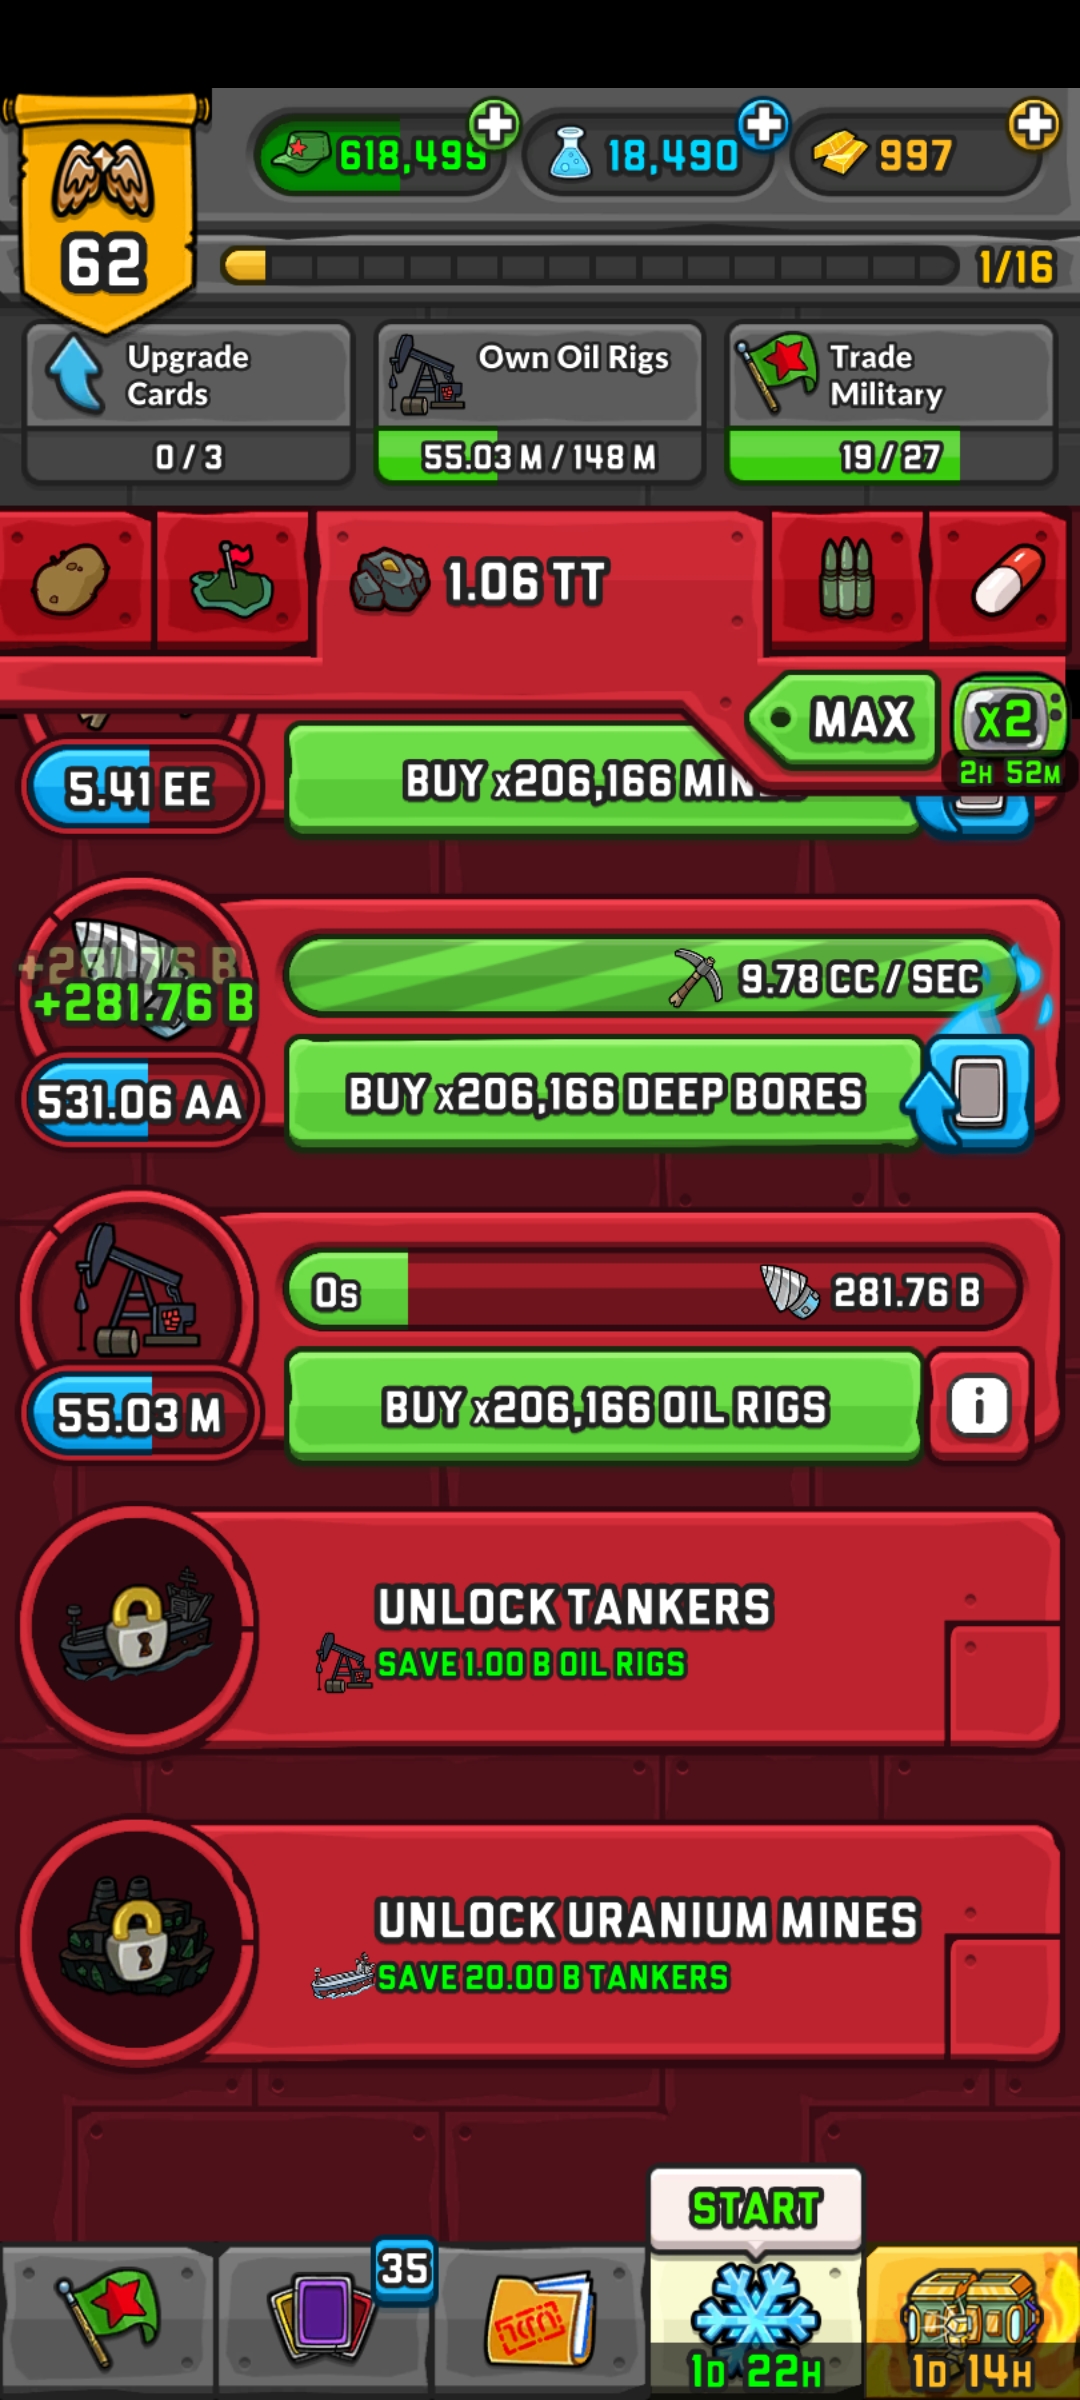 618,499
18,490
997
62
1/16
Upgrade
Cards
0 / 3
Own Oil Rigs
55.03 M / 148 M
Trade
Military
19 / 27
1.06 TT
MAX
x2
2H 52M
5.41 EE
BUY x206,166
+281.76 B
+281.76 B
9.78 CC / SEC
531.06 AA
BUY x206,166 DEEP BORES
0s
281.76 B
55.03 M
BUY x206,166 OIL RIGS
i
UNLOCK TANKERS
SAVE 1.00 B OIL RIGS
UNLOCK URANIUM MINES
SAVE 20.00 B TANKERS
START
35
1D 22H
1D 14H